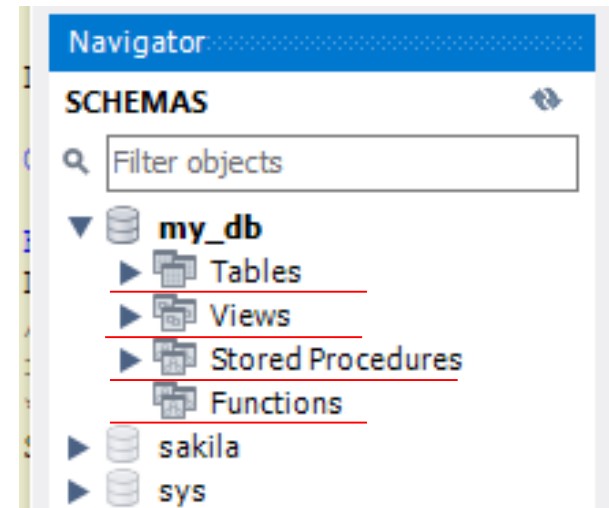 Navigator
SCHEMAS
Filter objects
my_db
Tables
Views
Stored Procedures
Functions
sakila
sys